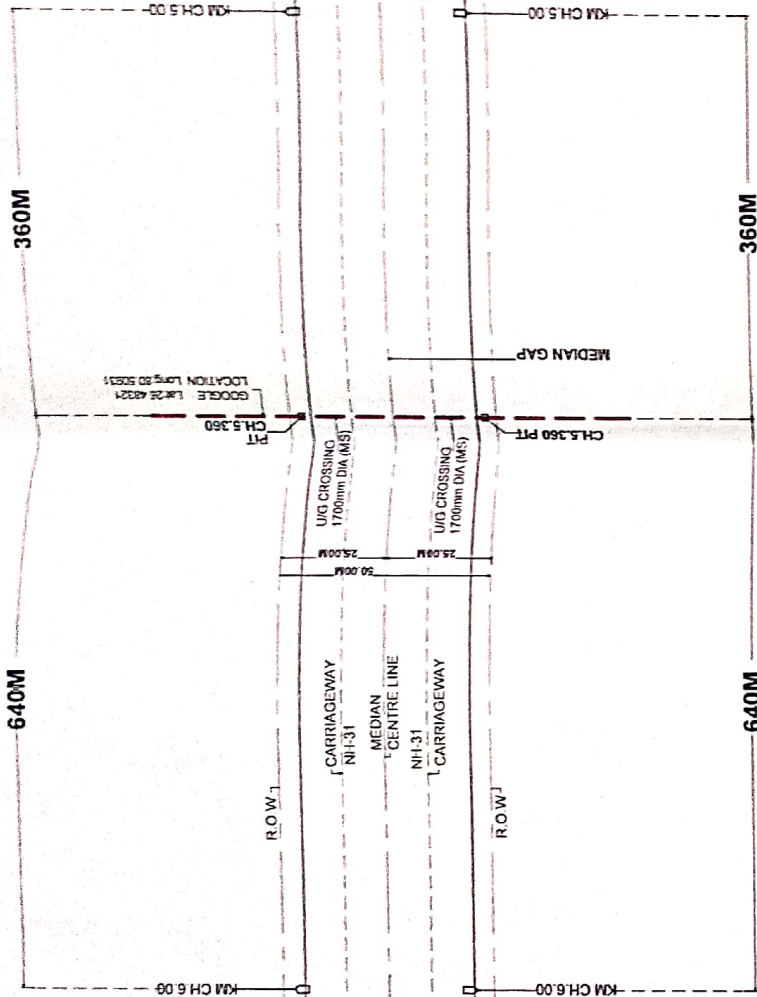 KM CH.5.00
KM CH.5.00
360M
360M
GOOGLE
LOCATION
PIT
CH.5.360
CH.5.360 PIT
MEDIAN GAP
U/G CROSSING
1700mm DIA (MS)
U/G CROSSING
1700mm DIA (MS)
25.00M
25.00M
50.00M
640M
640M
R.O.W
CARRIAGEWAY
NH-31
MEDIAN
CENTRE LINE
NH-31
CARRIAGEWAY
R.O.W
KM CH.6.00
KM CH.6.00